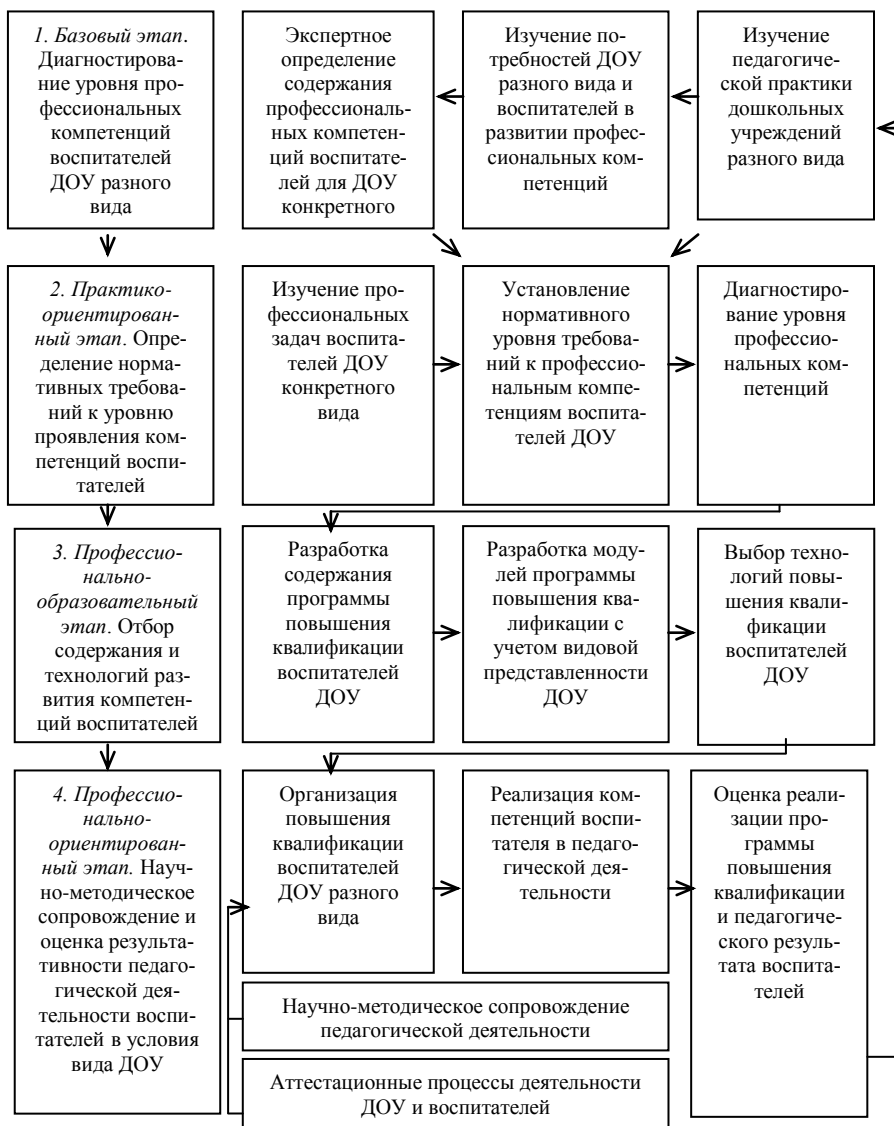 1. Базовый этап.
Диагностирова-
ние уровня про-
фессиональных
компетенций
воспитателей
ДОУ разного
вида
Экспертное
определение
содержания
профессиональ-
ных компетен-
ций воспитате-
лей для ДОУ
конкретного
Изучение по-
требностей ДОУ
разного вида и
воспитателей в
развитии профес-
сиональных ком-
петенций
Изучение
педагогической
практики
дошкольных
учреждений
разного вида
2. Практико-
ориентирован-
ный этап. Опре-
деление норма-
тивных требова-
ний к уровню
проявления ком-
петенций воспи-
тателей
Изучение про-
фессиональных
задач воспита-
телей ДОУ
конкретного
вида
Установление
нормативного
уровня требова-
ний к профессио-
нальным компе-
тенциям воспита-
телей ДОУ
Диагностиро-
вание уровня
профессио-
нальных ком-
петенций
3. Профессио-
нально-
образовательный
этап. Отбор
содержания и
технологий раз-
вития компетен-
ций воспитателей
Разработка
содержания
программы
повышения
квалификации
воспитателей
ДОУ
Разработка моду-
лей программы
повышения ква-
лификации с
учетом видовой
представленности
ДОУ
Выбор техно-
логий повы-
шения квали-
фикации
воспитателей
ДОУ
4. Профессио-
нально-
ориентирован-
ный этап. Науч-
но-методическое
сопровождение и
оценка результа-
тивности педаго-
гической дея-
тельности воспи-
тателей в условия
вида ДОУ
Организация
повышения
квалификации
воспитателей
ДОУ разного
вида
Реализация ком-
петенций воспи-
тателя в педаго-
гической дея-
тельности
Оценка реали-
зации про-
граммы
повышения
квалификации
и педагогиче-
ского резуль-
тата воспита-
телей
Научно-методическое сопровождение
педагогической деятельности
Аттестационные процессы деятельности
ДОУ и воспитателей